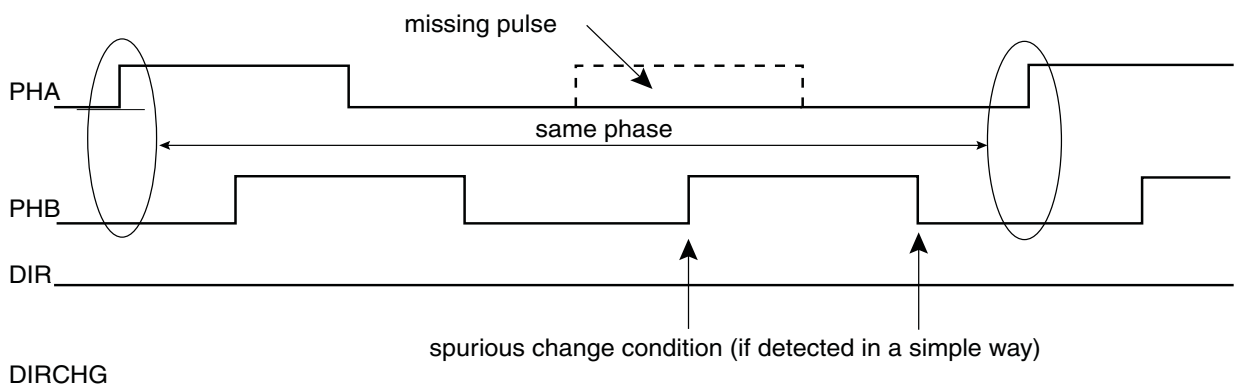 missing pulse
PHA
same phase
PHB
DIR
spurious change condition (if detected in a simple way)
DIRCHG